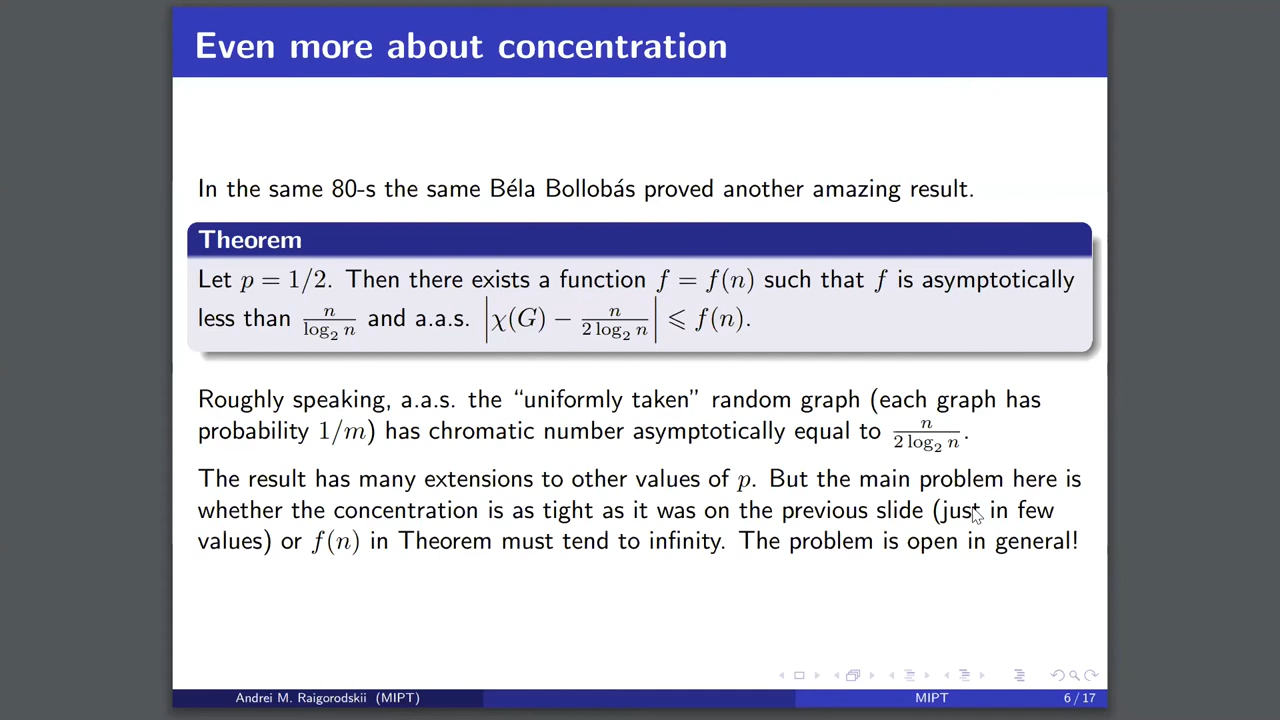 Even more about concentration
In the same 80-s the same Béla Bollobás proved another amazing result.
Theorem
Let p = 1/2. Then there exists a function f = f(n) such that f is asymptotically
less than n/log₂ n and a.a.s. |χ(G) − n/2 log₂ n| ⩽ f(n).
Roughly speaking, a.a.s. the “uniformly taken” random graph (each graph has
probability 1/m) has chromatic number asymptotically equal to n/2 log₂ n.
The result has many extensions to other values of p. But the main problem here is
whether the concentration is as tight as it was on the previous slide (just in few
values) or f(n) in Theorem must tend to infinity. The problem is open in general!
Andrei M. Raigorodskii (MIPT) MIPT 6 / 17